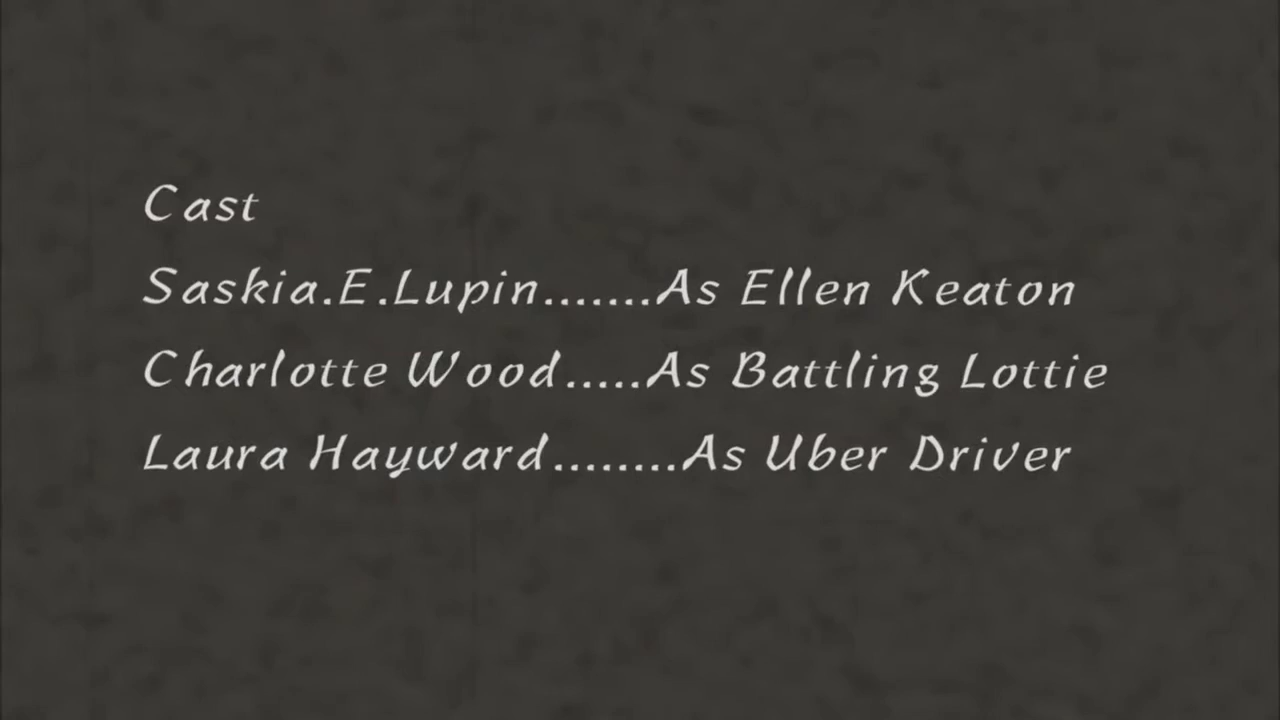 Cast
Saskia.E.Lupin.......As Ellen Keaton
Charlotte Wood.....As Battling Lottie
Laura Hayward........As Uber Driver